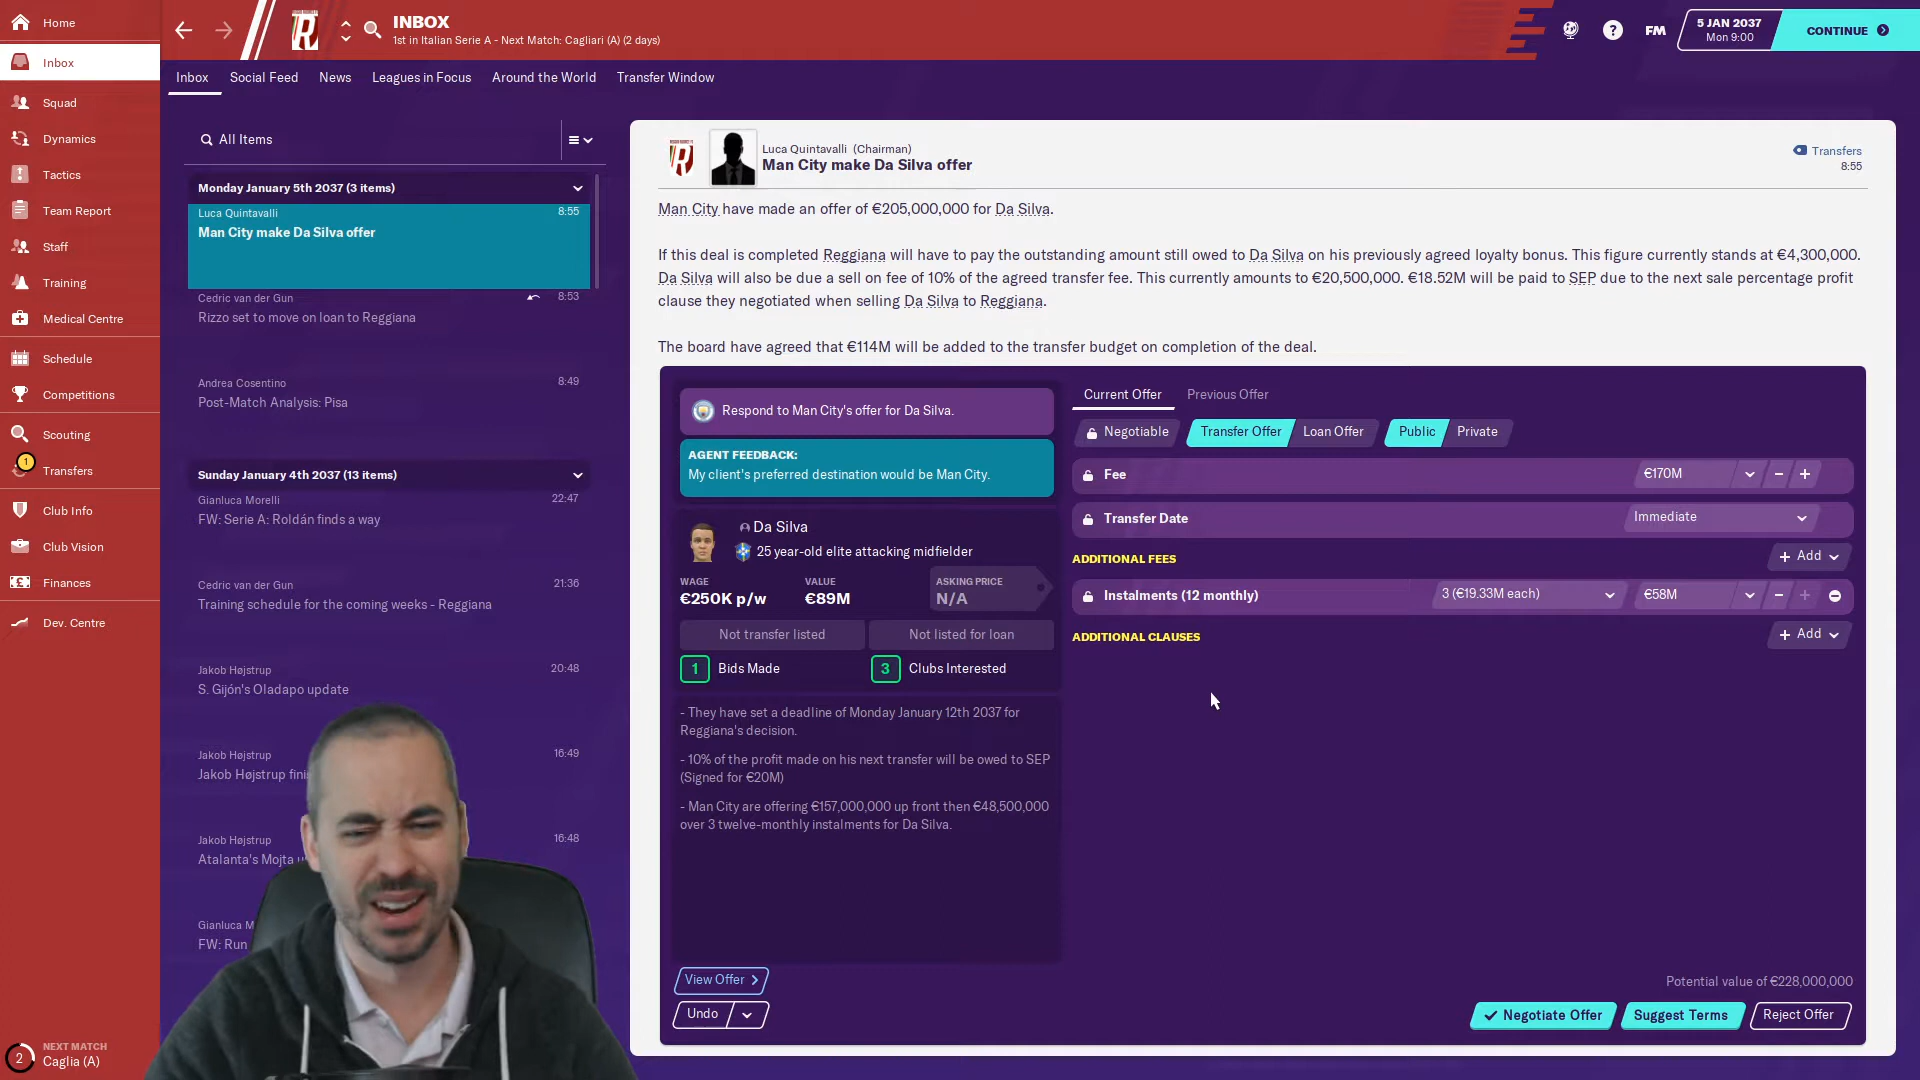 Home
Inbox
Squad
Dynamics
Tactics
Team Report
Staff
Training
Medical Centre
Schedule
Competitions
Scouting
1
Transfers
Club Info
Club Vision
Finances
Dev. Centre
2
NEXT MATCH
Caglia (A)
R
INBOX
1st in Italian Serie A - Next Match: Cagliari (A) (2 days)
?
FM
5 JAN 2037
Mon 9:00
CONTINUE
Inbox
Social Feed
News
Leagues in Focus
Around the World
Transfer Window
All Items
Monday January 5th 2037 (3 items)
Luca Quintavalli
8:55
Man City make Da Silva offer
Cedric van der Gun
8:53
Rizzo set to move on loan to Reggiana
Andrea Cosentino
8:49
Post-Match Analysis: Pisa
Sunday January 4th 2037 (13 items)
Gianluca Morelli
22:47
FW: Serie A: Roldán finds a way
Cedric van der Gun
21:36
Training schedule for the coming weeks - Reggiana
Jakob Højstrup
20:48
S. Gijón's Oladapo update
Jakob Højstrup
16:49
Jakob Højstrup fini
Jakob Højstrup
16:48
Atalanta's Mojta u
Gianluca M
FW: Run
Luca Quintavalli (Chairman)
Man City make Da Silva offer
Transfers
8:55
Man City have made an offer of €205,000,000 for Da Silva.
If this deal is completed Reggiana will have to pay the outstanding amount still owed to Da Silva on his previously agreed loyalty bonus. This figure currently stands at €4,300,000.
Da Silva will also be due a sell on fee of 10% of the agreed transfer fee. This currently amounts to €20,500,000. €18.52M will be paid to SEP due to the next sale percentage profit
clause they negotiated when selling Da Silva to Reggiana.
The board have agreed that €114M will be added to the transfer budget on completion of the deal.
Respond to Man City's offer for Da Silva.
AGENT FEEDBACK:
My client's preferred destination would be Man City.
Da Silva
25 year-old elite attacking midfielder
WAGE
€250K p/w
VALUE
€89M
ASKING PRICE
N/A
Not transfer listed
Not listed for loan
1
Bids Made
3
Clubs Interested
- They have set a deadline of Monday January 12th 2037 for
Reggiana's decision.
- 10% of the profit made on his next transfer will be owed to SEP
(Signed for €20M)
- Man City are offering €157,000,000 up front then €48,500,000
over 3 twelve-monthly instalments for Da Silva.
View Offer
Undo
Current Offer
Previous Offer
Negotiable
Transfer Offer
Loan Offer
Public
Private
Fee
€170M
Transfer Date
Immediate
ADDITIONAL FEES
Add
Instalments (12 monthly)
3 (€19.33M each)
€58M
ADDITIONAL CLAUSES
Add
Potential value of €228,000,000
Negotiate Offer
Suggest Terms
Reject Offer